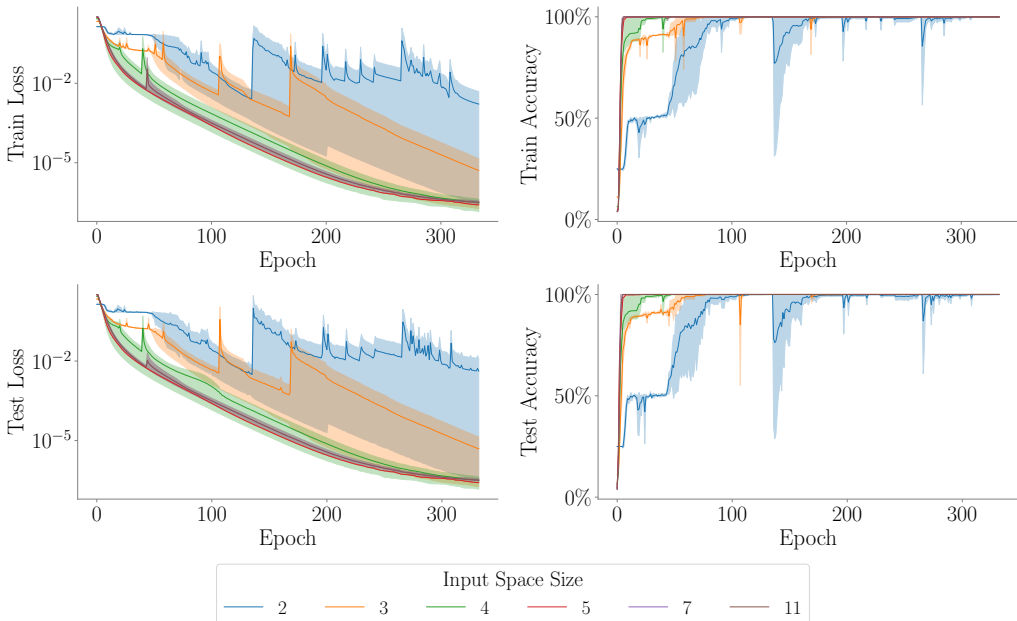 Train Loss
10⁻²
10⁻⁵
0 100 200 300
Epoch
Train Accuracy
100%
50%
0%
0 100 200 300
Epoch
Test Loss
10⁻²
10⁻⁵
0 100 200 300
Epoch
Test Accuracy
100%
50%
0%
0 100 200 300
Epoch
Input Space Size
2 3 4 5 7 11